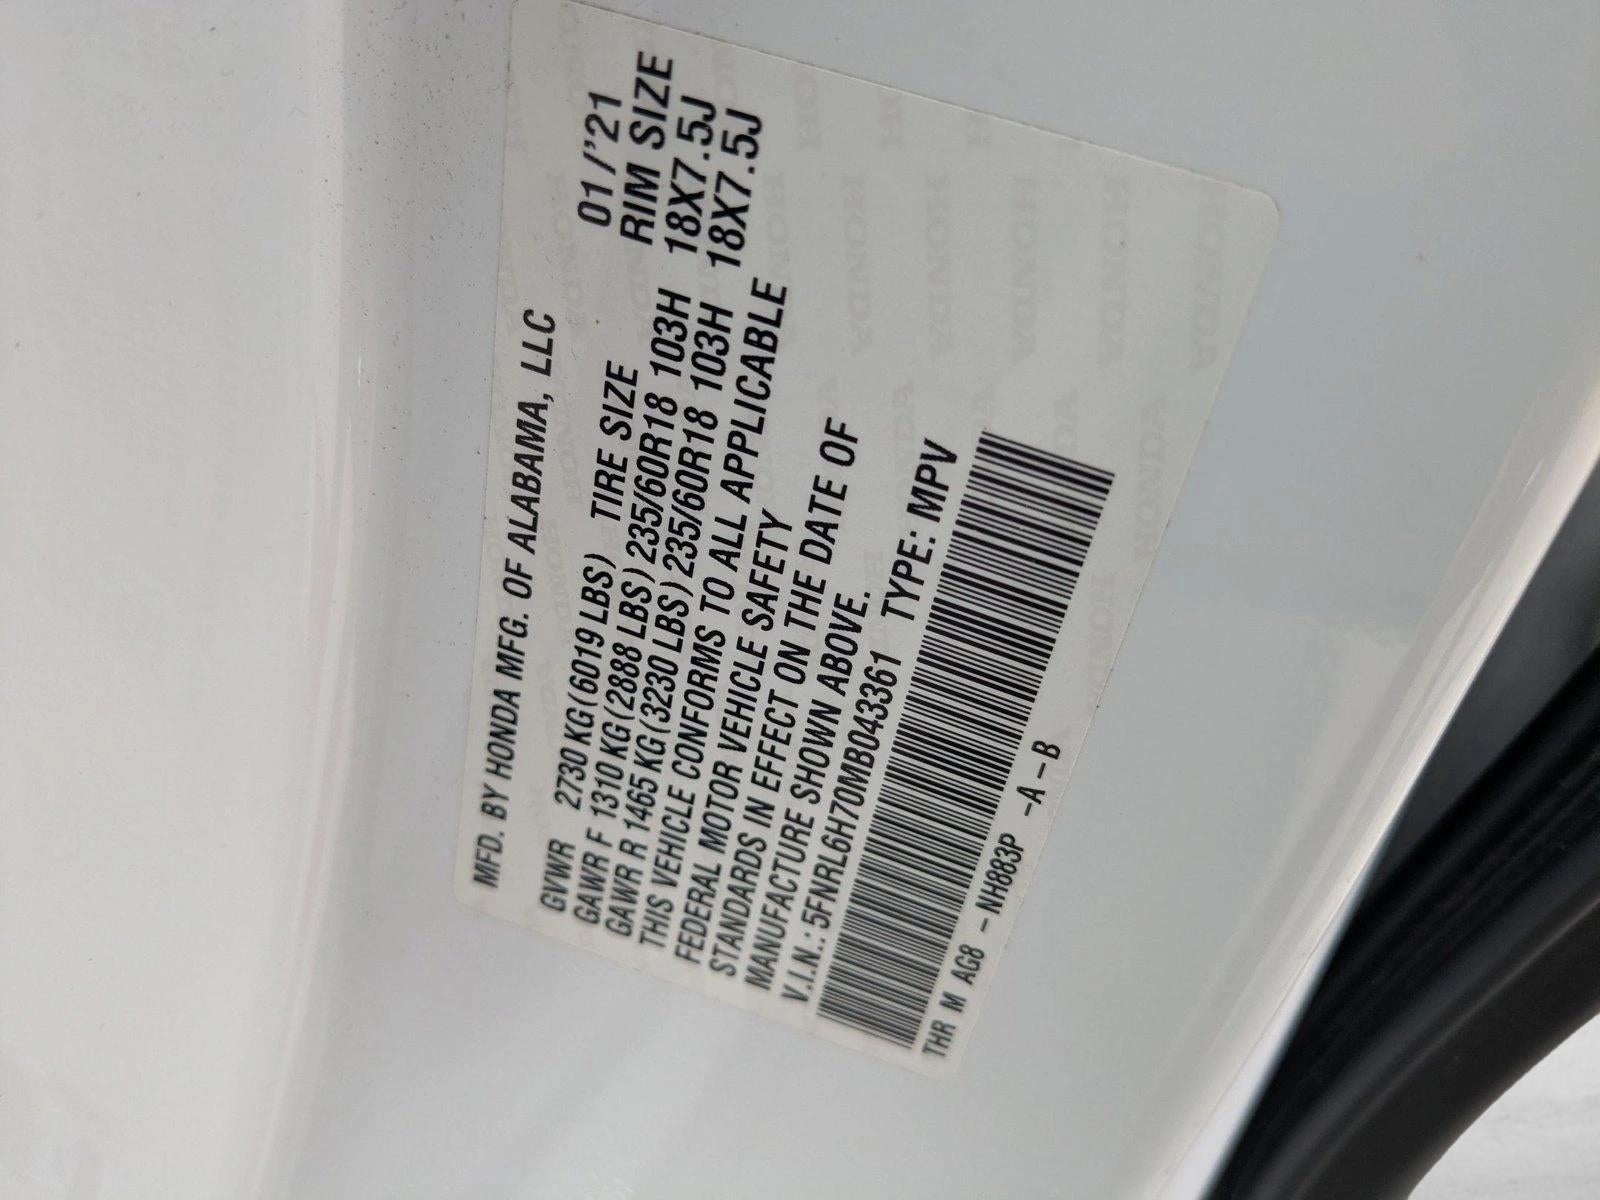 MFD. BY HONDA MFG. OF ALABAMA, LLC
01/'21
GVWR 2730 KG(6019 LBS) TIRE SIZE RIM SIZE
GAWR F 1310 KG(2888 LBS) 235/60R18 103H 18X7.5J
GAWR R 1465 KG(3230 LBS) 235/60R18 103H 18X7.5J
THIS VEHICLE CONFORMS TO ALL APPLICABLE
FEDERAL MOTOR VEHICLE SAFETY
STANDARDS IN EFFECT ON THE DATE OF
MANUFACTURE SHOWN ABOVE.
V.I.N.: 5FNRL6H70MB043361 TYPE: MPV
THR M AG8 - NH883P -A-B